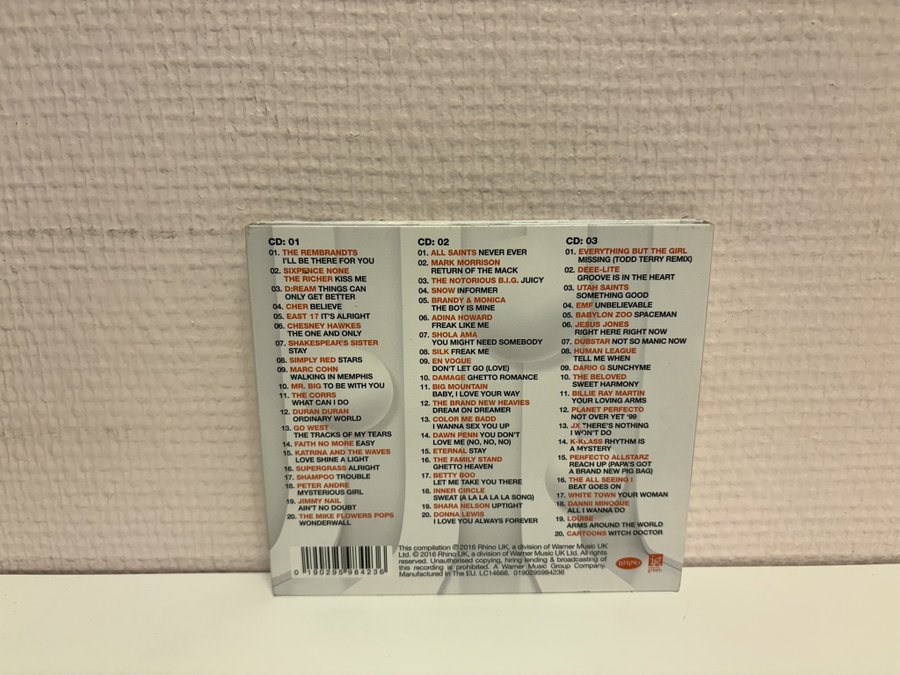 CD: 01
01. THE REMBRANDTS
I'LL BE THERE FOR YOU
02. SIXPENCE NONE
THE RICHER KISS ME
03. D:REAM THINGS CAN
ONLY GET BETTER
04. CHER BELIEVE
05. EAST 17 IT'S ALRIGHT
06. CHESNEY HAWKES
THE ONE AND ONLY
07. SHAKESPEAR'S SISTER
STAY
08. SIMPLY RED STARS
09. MARC COHN
WALKING IN MEMPHIS
10. MR. BIG TO BE WITH YOU
11. THE CORRS
WHAT CAN I DO
12. DURAN DURAN
ORDINARY WORLD
13. GO WEST
THE TRACKS OF MY TEARS
14. FAITH NO MORE EASY
15. KATRINA AND THE WAVES
LOVE SHINE A LIGHT
16. SUPERGRASS ALRIGHT
17. SHAMPOO TROUBLE
18. PETER ANDRE
MYSTERIOUS GIRL
19. JIMMY NAIL
AIN'T NO DOUBT
20. THE MIKE FLOWERS POPS
WONDERWALL
CD: 02
01. ALL SAINTS NEVER EVER
02. MARK MORRISON
RETURN OF THE MACK
03. THE NOTORIOUS B.I.G. JUICY
04. SNOW INFORMER
05. BRANDY & MONICA
THE BOY IS MINE
06. ADINA HOWARD
FREAK LIKE ME
07. SHOLA AMA
YOU MIGHT NEED SOMEBODY
08. SILK FREAK ME
09. EN VOGUE
DON'T LET GO (LOVE)
10. DAMAGE GHETTO ROMANCE
11. BIG MOUNTAIN
BABY, I LOVE YOUR WAY
12. THE BRAND NEW HEAVIES
DREAM ON DREAMER
13. COLOR ME BADD
I WANNA SEX YOU UP
14. DAWN PENN YOU DON'T
LOVE ME (NO, NO, NO)
15. ETERNAL STAY
16. THE FAMILY STAND
GHETTO HEAVEN
17. BETTY BOO
LET ME TAKE YOU THERE
18. INNER CIRCLE
SWEAT (A LA LA LA LA SONG)
19. SHARA NELSON UPTIGHT
20. DONNA LEWIS
I LOVE YOU ALWAYS FOREVER
CD: 03
01. EVERYTHING BUT THE GIRL
MISSING (TODD TERRY REMIX)
02. DEEE-LITE
GROOVE IS IN THE HEART
03. UTAH SAINTS
SOMETHING GOOD
04. EMF UNBELIEVABLE
05. BABYLON ZOO SPACEMAN
06. JESUS JONES
RIGHT HERE RIGHT NOW
07. DUBSTAR NOT SO MANIC NOW
08. HUMAN LEAGUE
TELL ME WHEN
09. DARIO G SUNCHYME
10. THE BELOVED
SWEET HARMONY
11. BILLIE RAY MARTIN
YOUR LOVING ARMS
12. PLANET PERFECTO
NOT OVER YET '99
13. JX THERE'S NOTHING
I WON'T DO
14. K-KLASS RHYTHM IS
A MYSTERY
15. PERFECTO ALLSTARZ
REACH UP (PAPA'S GOT
A BRAND NEW PIG BAG)
16. THE ALL SEEING I
BEAT GOES ON
17. WHITE TOWN YOUR WOMAN
18. DANNII MINOGUE
ALL I WANNA DO
19. LOUISE
ARMS AROUND THE WORLD
20. CARTOONS WITCH DOCTOR
0 190295 984236
This compilation ℗2016 Rhino UK, a division of Warner Music UK
Ltd. © 2016 Rhino UK, a division of Warner Music UK Ltd. All rights
reserved. Unauthorised copying, hiring lending & broadcasting of
this recording is prohibited. A Warner Music Group Company.
Manufactured In The EU. LC14666. 0190295984236
RHINO
green